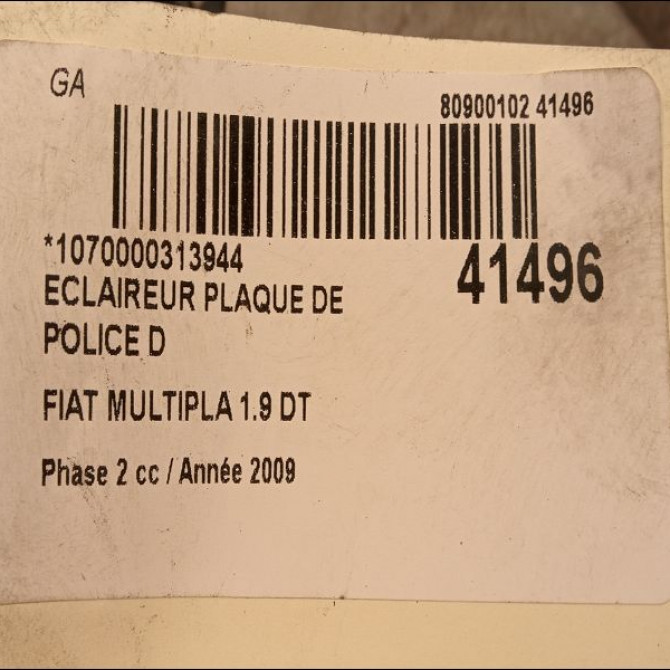 GA
80900102 41496
*1070000313944
41496
ECLAIREUR PLAQUE DE
POLICE D
FIAT MULTIPLA 1.9 DT
Phase 2 cc / Année 2009